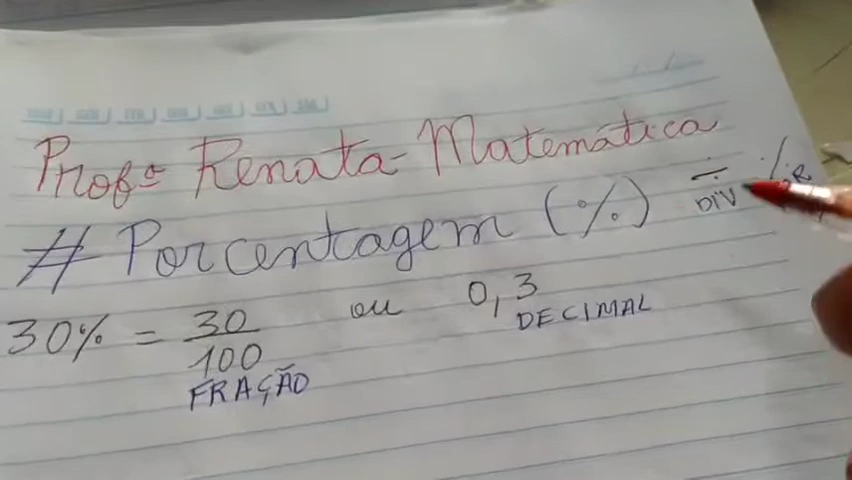 Profª Renata - Matemática
# Porcentagem (%) ÷ DIV
30% = 30/100 ou 0,3
FRAÇÃO DECIMAL